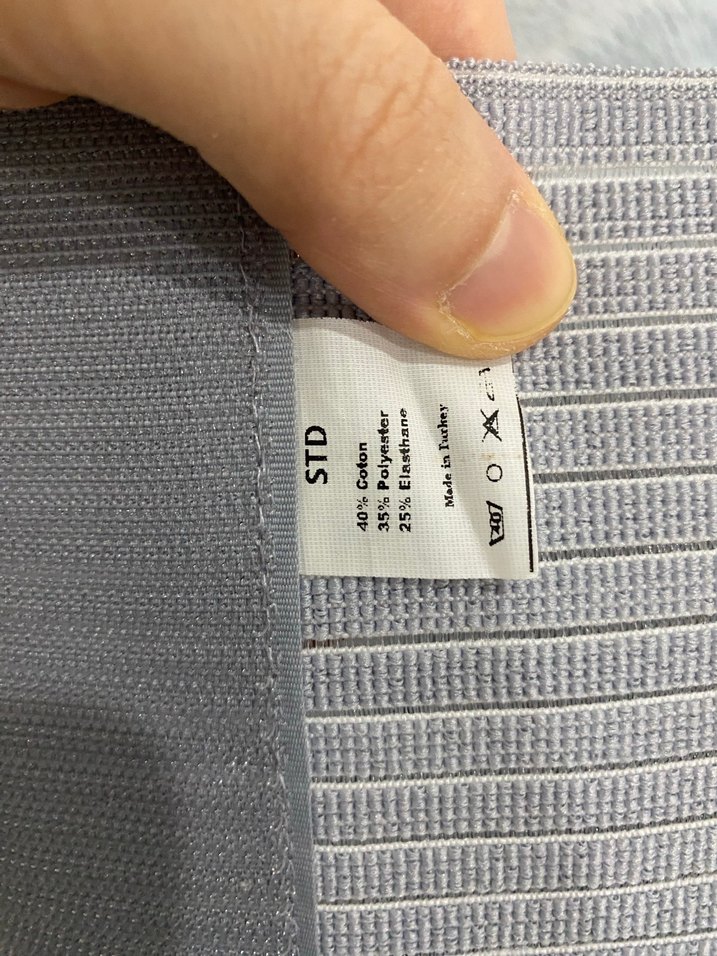 STD
40% Coton
35% Polyester
25% Elasthane
Made in Turkey